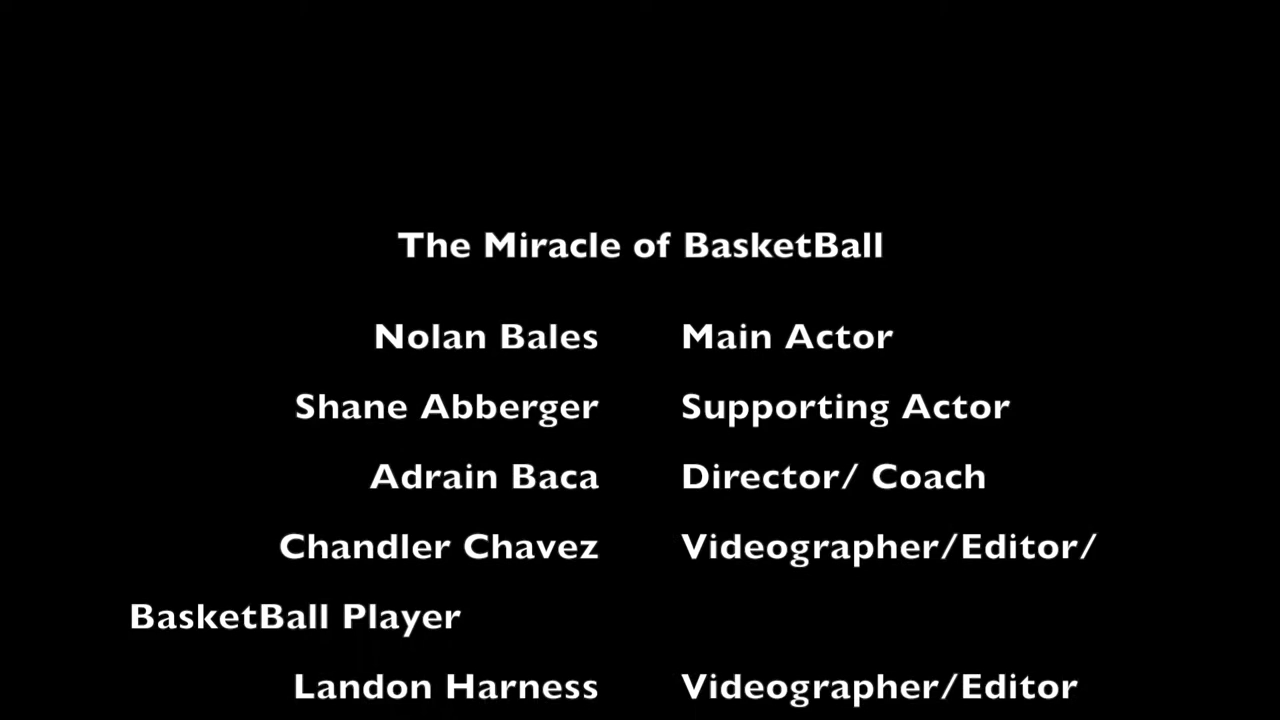 The Miracle of BasketBall
Nolan Bales Main Actor
Shane Abberger Supporting Actor
Adrain Baca Director/ Coach
Chandler Chavez Videographer/Editor/
BasketBall Player
Landon Harness Videographer/Editor